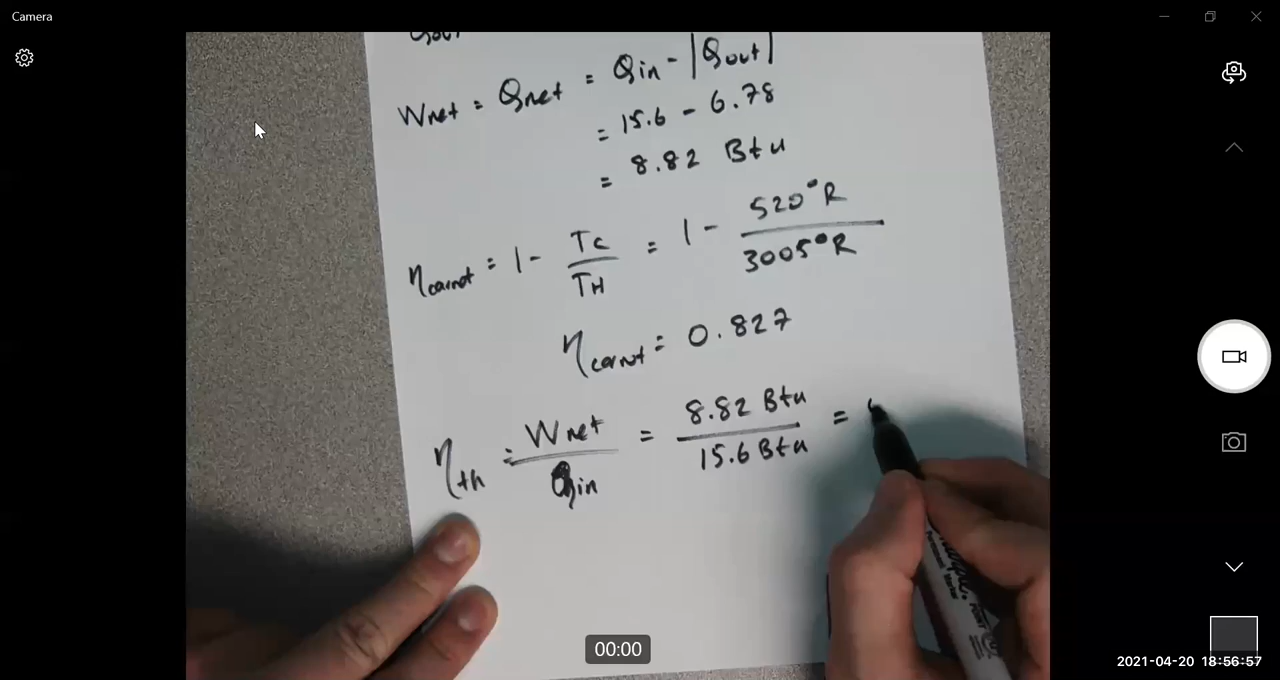 Camera
Qout
Wnet = Qnet = Qin - |Qout|
= 15.6 - 6.78
= 8.82 Btu
ηcarnot = 1 - TC/TH = 1 - 520°R/3005°R
ηcarnot = 0.827
ηth = Wnet/Qin = 8.82 Btu/15.6 Btu =
00:00
2021-04-20 18:56:57